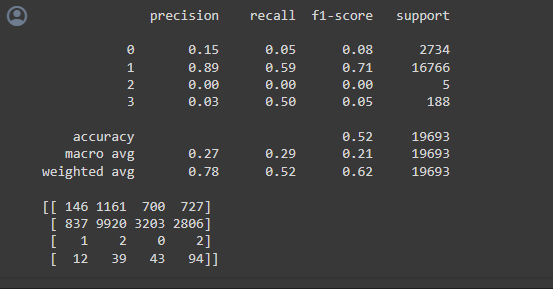 precision recall f1-score support
0 0.15 0.05 0.08 2734
1 0.89 0.59 0.71 16766
2 0.00 0.00 0.00 5
3 0.03 0.50 0.05 188
accuracy 0.52 19693
macro avg 0.27 0.29 0.21 19693
weighted avg 0.78 0.52 0.62 19693
[[ 146 1161 700 727]
[ 837 9920 3203 2806]
[ 1 2 0 2]
[ 12 39 43 94]]